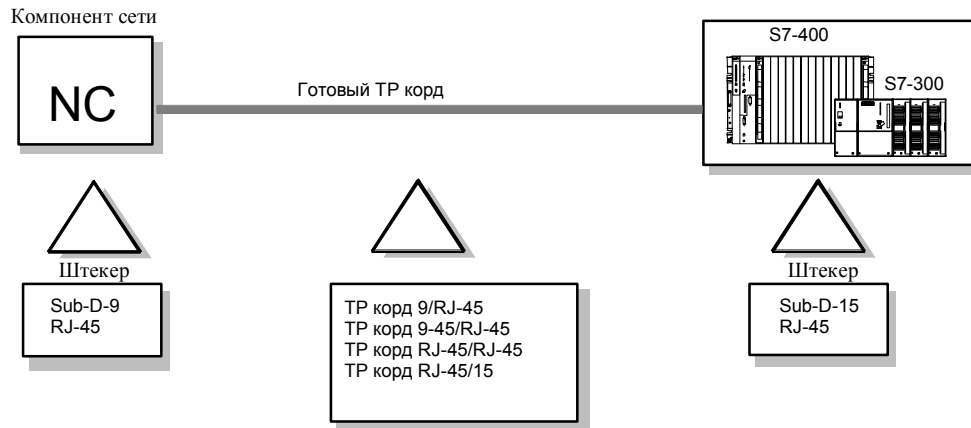 Компонент сети
NC
Готовый TP корд
S7-400
S7-300
Штекер
Sub-D-9
RJ-45
TP корд 9/RJ-45
TP корд 9-45/RJ-45
TP корд RJ-45/RJ-45
TP корд RJ-45/15
Штекер
Sub-D-15
RJ-45